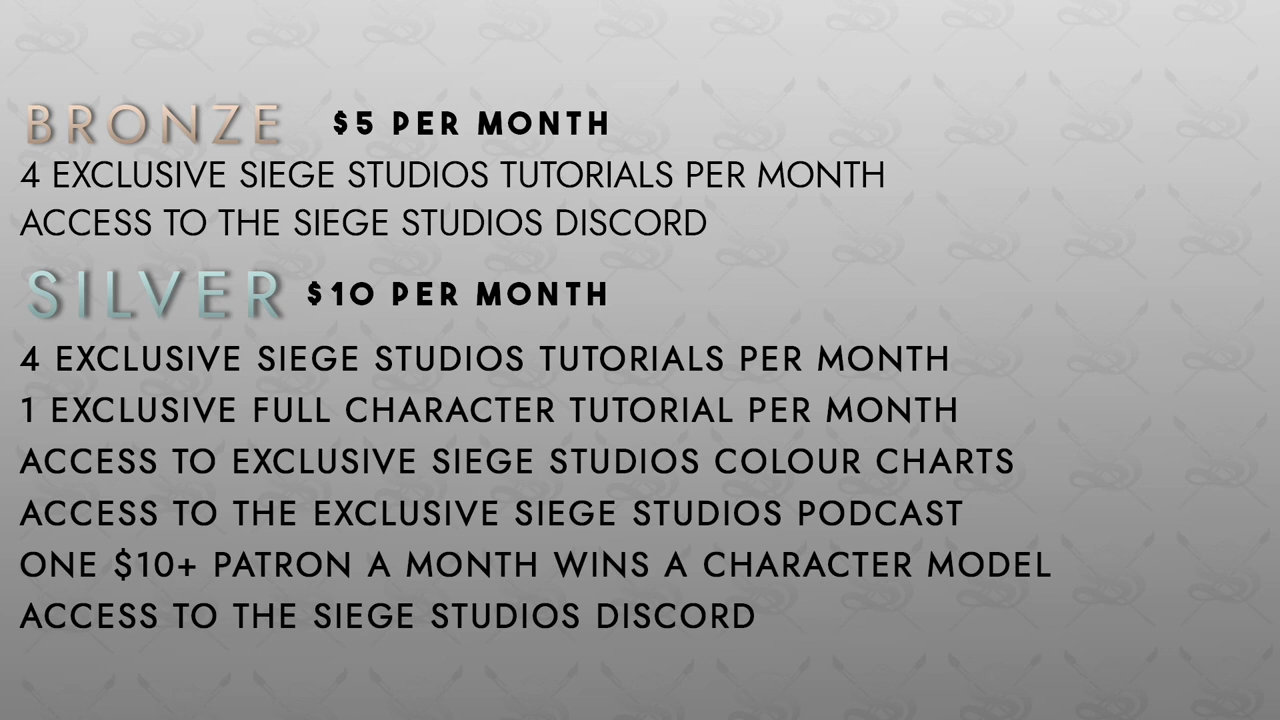 BRONZE $5 PER MONTH
4 EXCLUSIVE SIEGE STUDIOS TUTORIALS PER MONTH
ACCESS TO THE SIEGE STUDIOS DISCORD
SILVER $10 PER MONTH
4 EXCLUSIVE SIEGE STUDIOS TUTORIALS PER MONTH
1 EXCLUSIVE FULL CHARACTER TUTORIAL PER MONTH
ACCESS TO EXCLUSIVE SIEGE STUDIOS COLOUR CHARTS
ACCESS TO THE EXCLUSIVE SIEGE STUDIOS PODCAST
ONE $10+ PATRON A MONTH WINS A CHARACTER MODEL
ACCESS TO THE SIEGE STUDIOS DISCORD